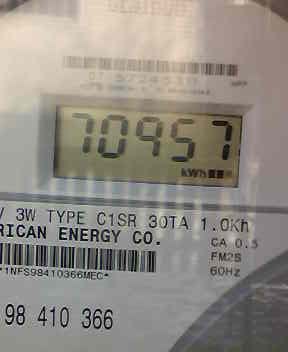 70957
kWh
V 3W TYPE C1SR 30TA 1.0Kh
RICAN ENERGY CO.
CA 0.5
FM2S
*1NFS98410366MEC*
60Hz
98 410 366